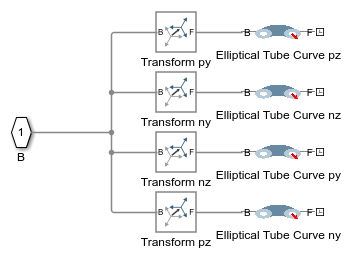 B F B F
Transform py Elliptical Tube Curve pz
B F B F
Transform ny Elliptical Tube Curve nz
1
B
B F B F
Transform nz Elliptical Tube Curve py
B F B F
Transform pz Elliptical Tube Curve ny